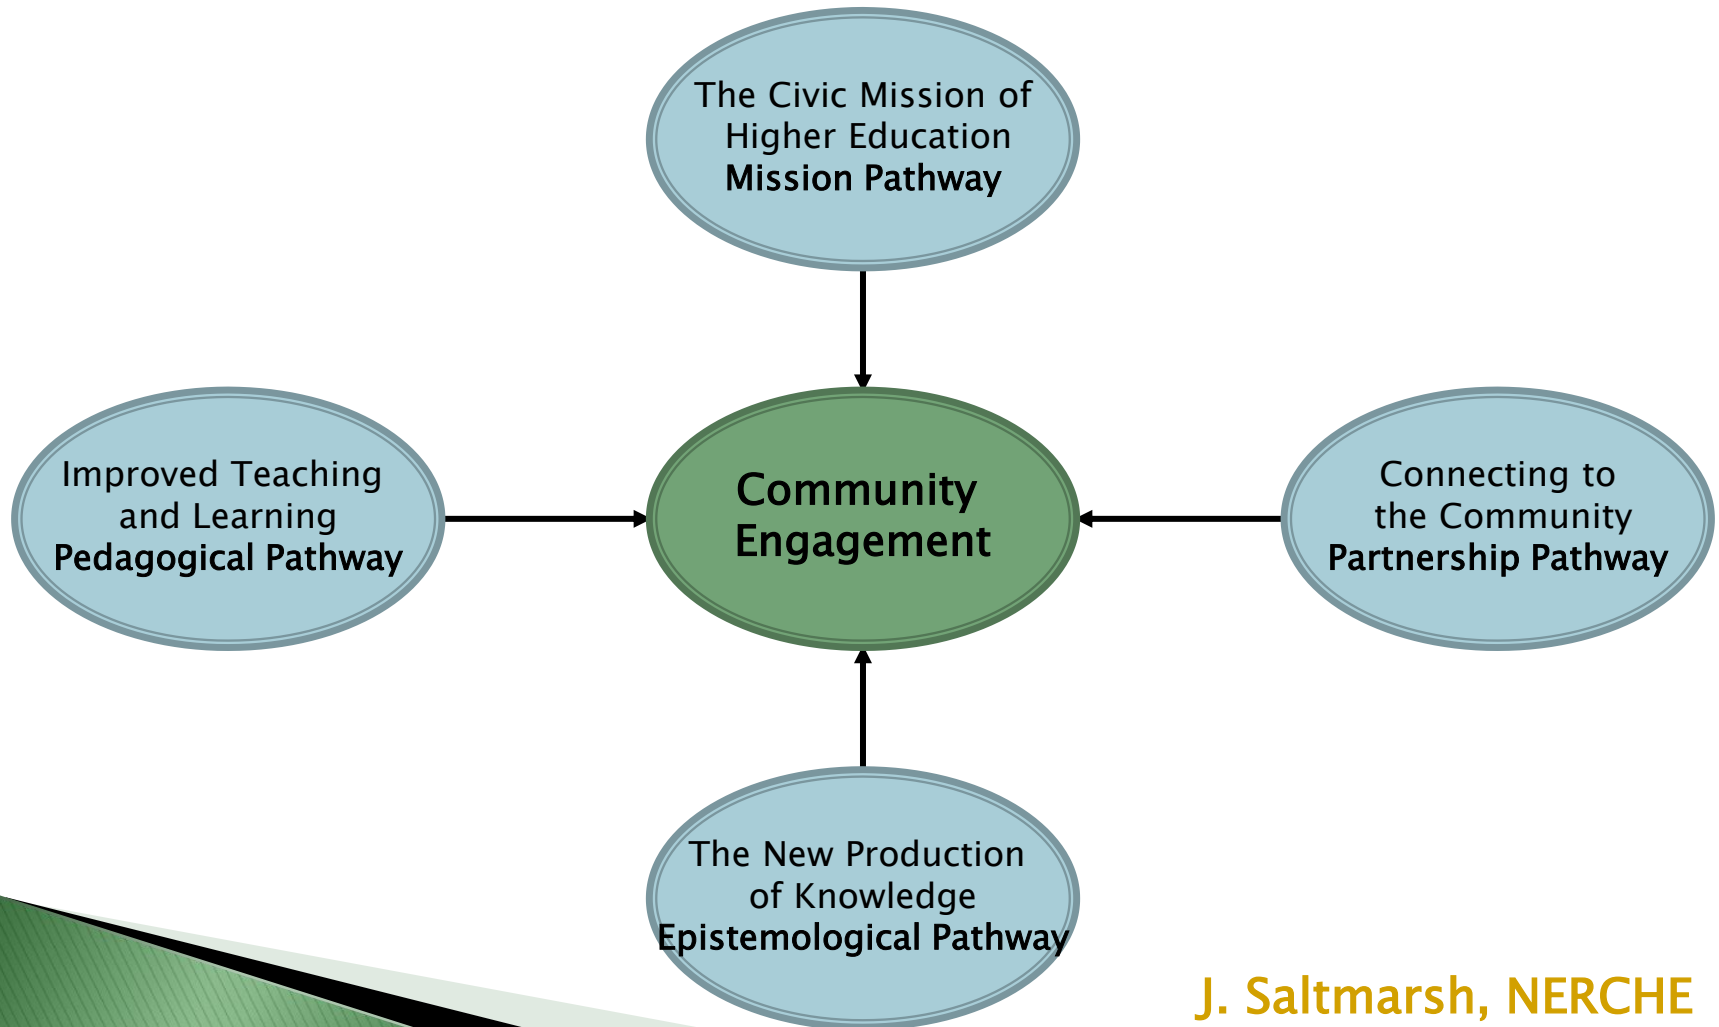 The Civic Mission of
Higher Education
Mission Pathway
Improved Teaching
and Learning
Pedagogical Pathway
Community
Engagement
Connecting to
the Community
Partnership Pathway
The New Production
of Knowledge
Epistemological Pathway
J. Saltmarsh, NERCHE